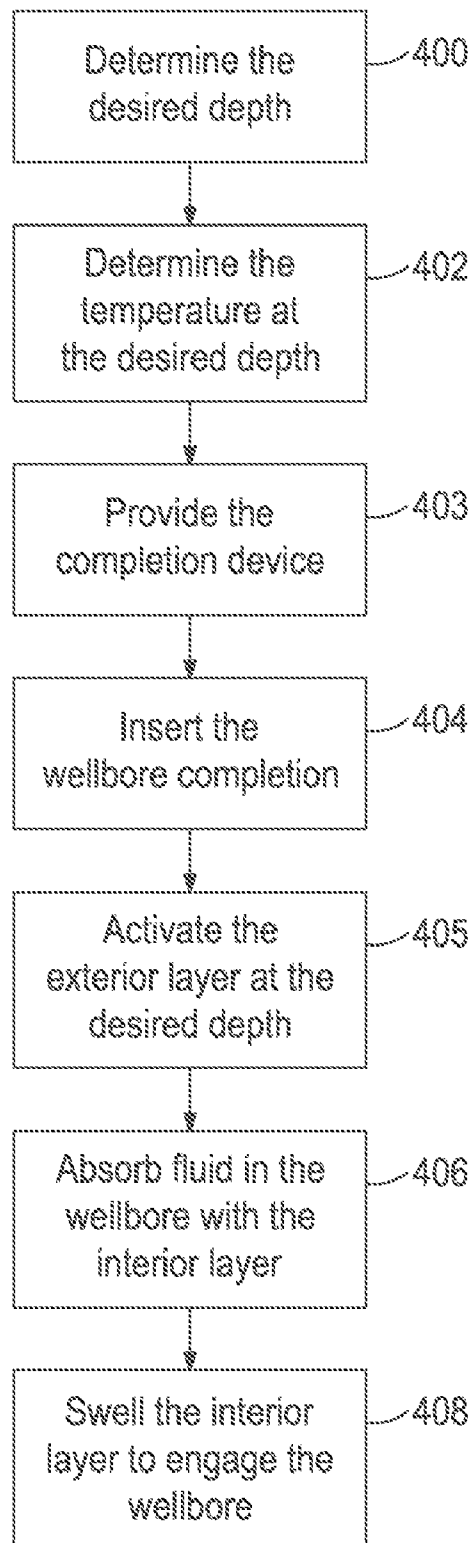 Determine the
desired depth
400
Determine the
temperature at
the desired depth
402
Provide the
completion device
403
Insert the
wellbore completion
404
Activate the
exterior layer at the
desired depth
405
Absorb fluid in the
wellbore with the
interior layer
406
Swell the interior
layer to engage the
wellbore
408